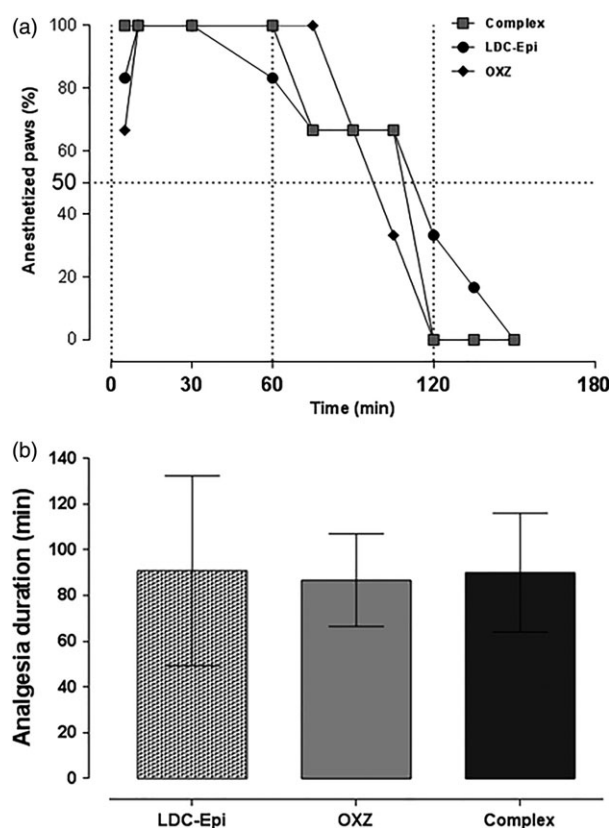 (a)
Complex
LDC-Epi
OXZ
Anesthetized paws (%)
100
80
60
50
40
20
0
0
30
60
120
180
Time (min)
(b)
Analgesia duration (min)
140
120
100
80
60
40
20
0
LDC-Epi
OXZ
Complex